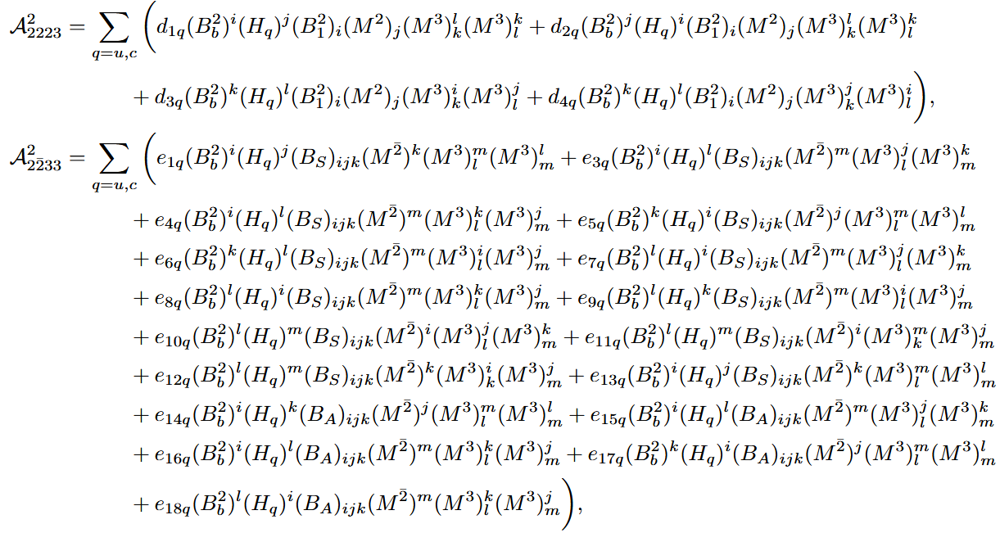 \mathcal{A}^2_{2223} = \sum_{q=u,c} \Big( d_{1q}(B_b^2)^i(H_q)^j(B_1^2)_i(M^2)_j(M^3)^l_k(M^3)^k_l + d_{2q}(B_b^2)^j(H_q)^i(B_1^2)_i(M^2)_j(M^3)^l_k(M^3)^k_l
+ d_{3q}(B_b^2)^k(H_q)^l(B_1^2)_i(M^2)_j(M^3)^i_k(M^3)^j_l + d_{4q}(B_b^2)^k(H_q)^l(B_1^2)_i(M^2)_j(M^3)^j_k(M^3)^i_l \Big),
\mathcal{A}^2_{2\bar{2}33} = \sum_{q=u,c} \Big( e_{1q}(B_b^2)^i(H_q)^j(B_S)_{ijk}(M^{\bar{2}})^k(M^3)^m_l(M^3)^l_m + e_{3q}(B_b^2)^i(H_q)^l(B_S)_{ijk}(M^{\bar{2}})^m(M^3)^j_l(M^3)^k_m
+ e_{4q}(B_b^2)^i(H_q)^l(B_S)_{ijk}(M^{\bar{2}})^m(M^3)^k_l(M^3)^j_m + e_{5q}(B_b^2)^k(H_q)^i(B_S)_{ijk}(M^{\bar{2}})^j(M^3)^m_l(M^3)^l_m
+ e_{6q}(B_b^2)^k(H_q)^l(B_S)_{ijk}(M^{\bar{2}})^m(M^3)^i_l(M^3)^j_m + e_{7q}(B_b^2)^l(H_q)^i(B_S)_{ijk}(M^{\bar{2}})^m(M^3)^j_l(M^3)^k_m
+ e_{8q}(B_b^2)^l(H_q)^i(B_S)_{ijk}(M^{\bar{2}})^m(M^3)^k_l(M^3)^j_m + e_{9q}(B_b^2)^l(H_q)^k(B_S)_{ijk}(M^{\bar{2}})^m(M^3)^i_l(M^3)^j_m
+ e_{10q}(B_b^2)^l(H_q)^m(B_S)_{ijk}(M^{\bar{2}})^i(M^3)^j_l(M^3)^k_m + e_{11q}(B_b^2)^l(H_q)^m(B_S)_{ijk}(M^{\bar{2}})^i(M^3)^m_k(M^3)^j_m
+ e_{12q}(B_b^2)^l(H_q)^m(B_S)_{ijk}(M^{\bar{2}})^k(M^3)^i_k(M^3)^j_m + e_{13q}(B_b^2)^i(H_q)^j(B_S)_{ijk}(M^{\bar{2}})^k(M^3)^m_l(M^3)^l_m
+ e_{14q}(B_b^2)^i(H_q)^k(B_A)_{ijk}(M^{\bar{2}})^j(M^3)^m_l(M^3)^l_m + e_{15q}(B_b^2)^i(H_q)^l(B_A)_{ijk}(M^{\bar{2}})^m(M^3)^j_l(M^3)^k_m
+ e_{16q}(B_b^2)^i(H_q)^l(B_A)_{ijk}(M^{\bar{2}})^m(M^3)^k_l(M^3)^j_m + e_{17q}(B_b^2)^k(H_q)^i(B_A)_{ijk}(M^{\bar{2}})^j(M^3)^m_l(M^3)^l_m
+ e_{18q}(B_b^2)^l(H_q)^i(B_A)_{ijk}(M^{\bar{2}})^m(M^3)^k_l(M^3)^j_m \Big),